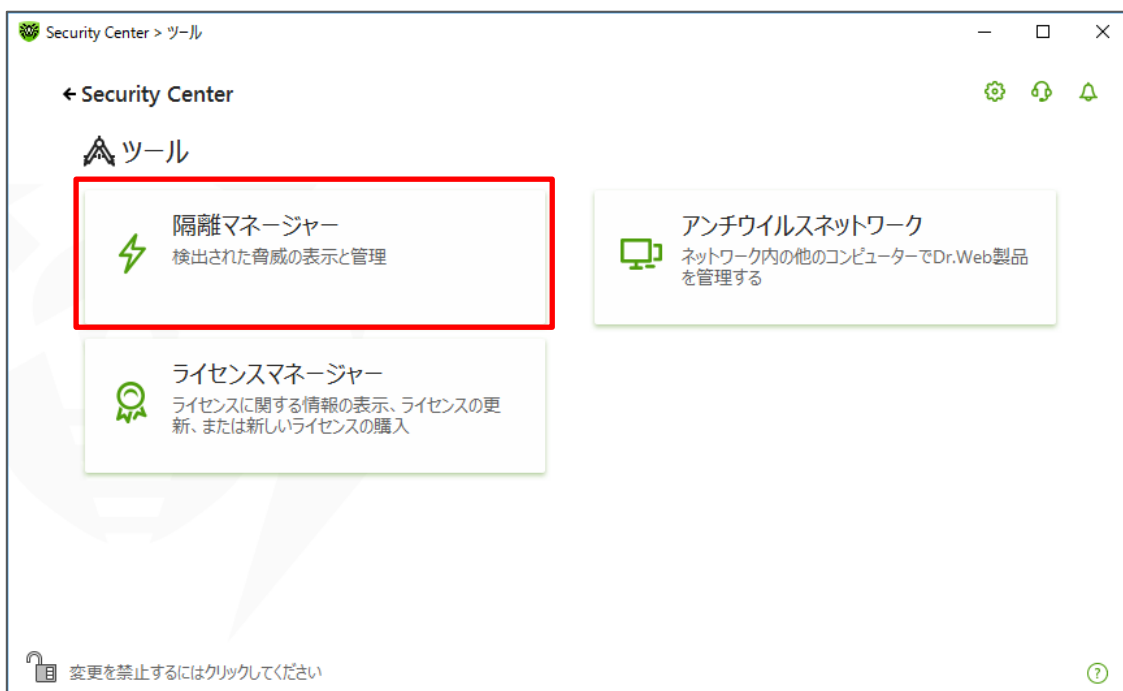 Security Center > ツール
Security Center
ツール
隔離マネージャー
検出された脅威の表示と管理
アンチウイルスネットワーク
ネットワーク内の他のコンピューターでDr.Web製品
を管理する
ライセンスマネージャー
ライセンスに関する情報の表示、ライセンスの更
新、または新しいライセンスの購入
変更を禁止するにはクリックしてください
?